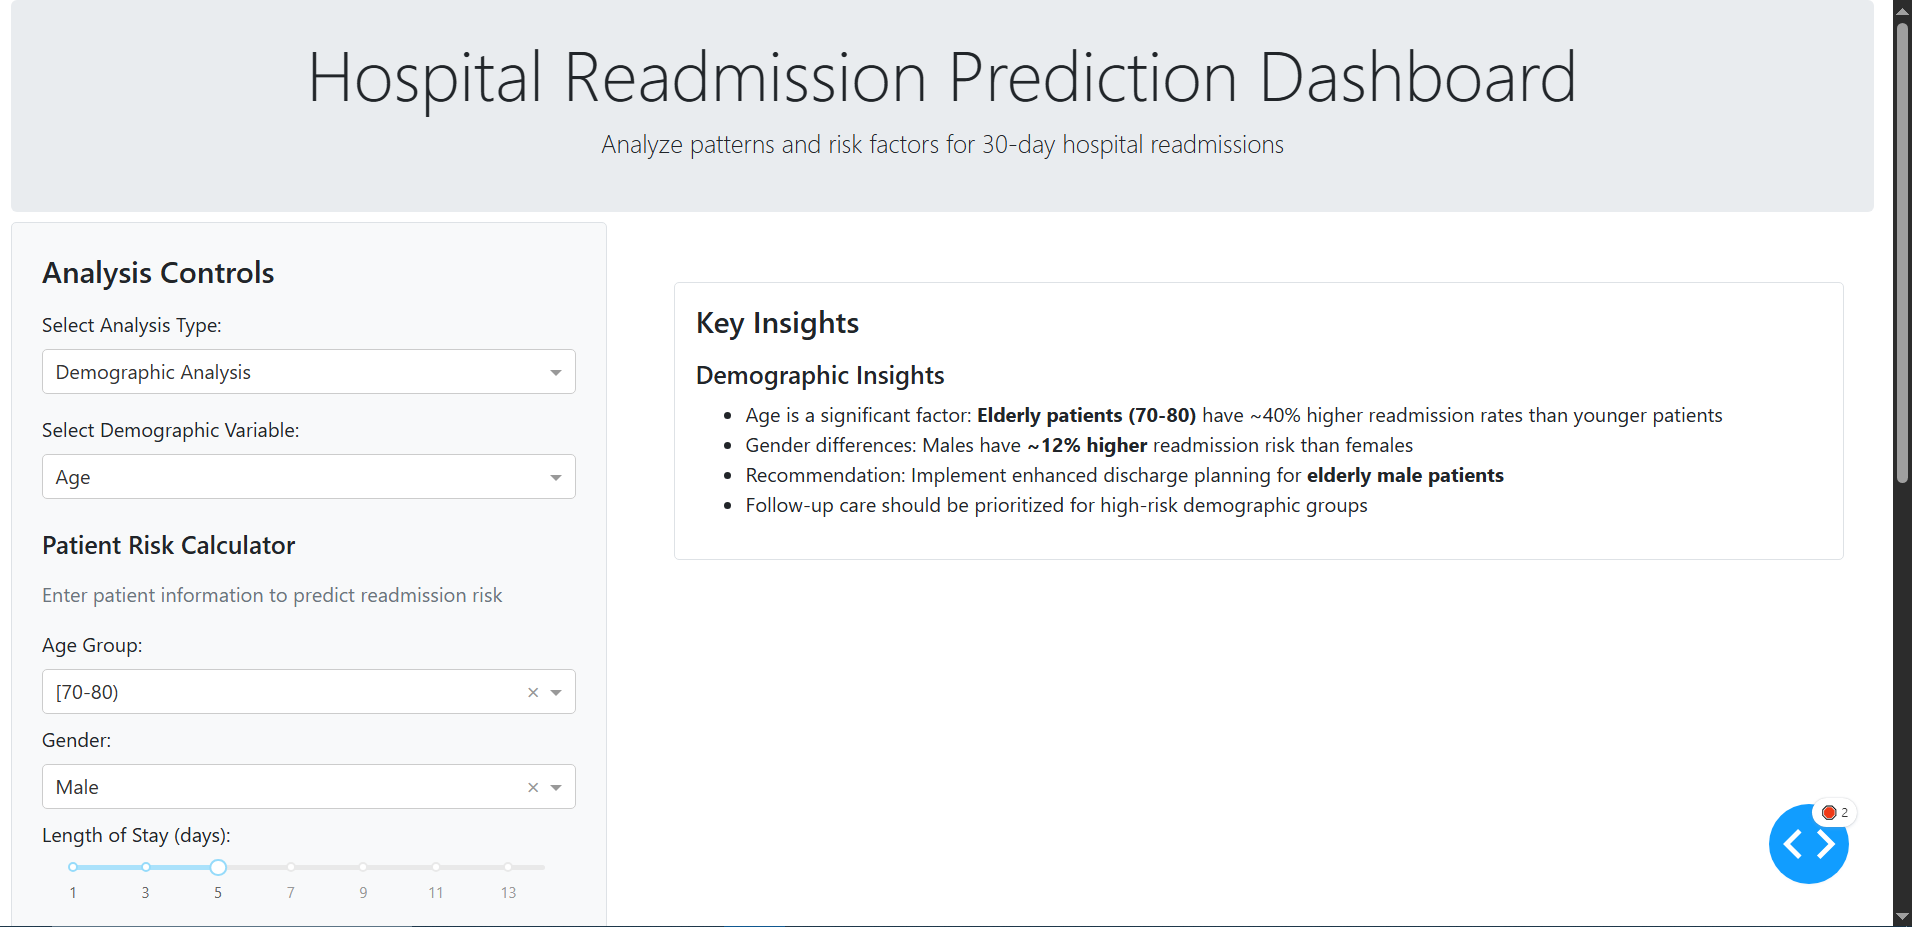 Hospital Readmission Prediction Dashboard
Analyze patterns and risk factors for 30-day hospital readmissions
Analysis Controls
Select Analysis Type:
Demographic Analysis
Select Demographic Variable:
Age
Patient Risk Calculator
Enter patient information to predict readmission risk
Age Group:
[70-80)
×
Gender:
Male
×
Length of Stay (days):
1 3 5 7 9 11 13
Key Insights
Demographic Insights
• Age is a significant factor: Elderly patients (70-80) have ~40% higher readmission rates than younger patients
• Gender differences: Males have ~12% higher readmission risk than females
• Recommendation: Implement enhanced discharge planning for elderly male patients
• Follow-up care should be prioritized for high-risk demographic groups
2